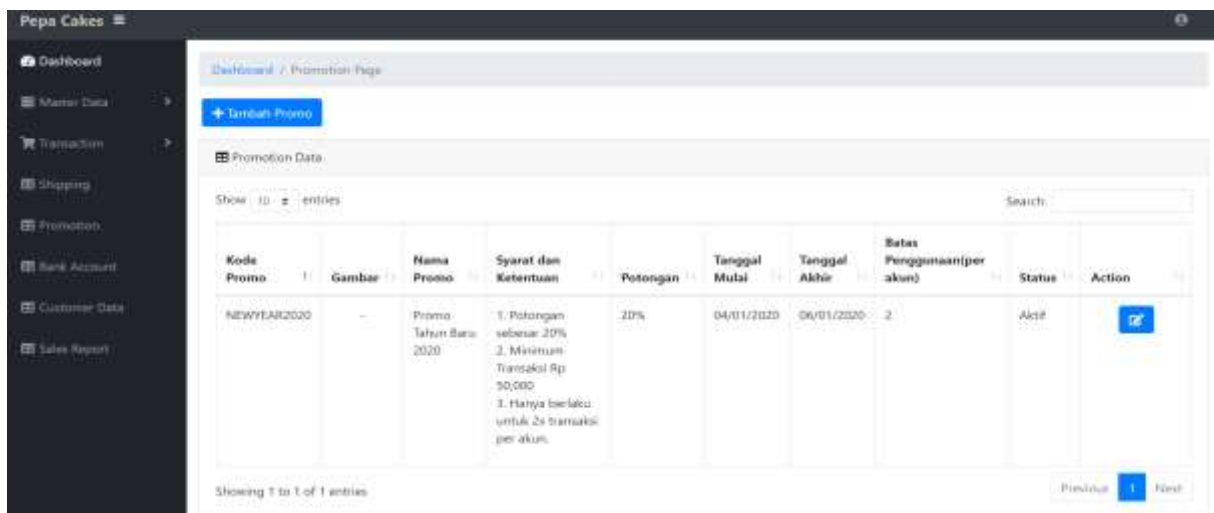 Pepa Cakes
Dashboard
Master Data
Transaction
Shipping
Promotion
Bank Account
Customer Data
Sales Report
Dashboard / Promotion Page
+ Tambah Promo
Promotion Data
Show 10 entries
Search:
Kode Promo Gambar Nama Promo Syarat dan Ketentuan Potongan Tanggal Mulai Tanggal Akhir Batas Penggunaan(per akun) Status Action
NEWYEAR2020 - Promo Tahun Baru 2020
1. Potongan sebesar 20%
2. Minimum Transaksi Rp 50,000
3. Hanya berlaku untuk 2x transaksi per akun.
20% 04/01/2020 06/01/2020 2 Aktif
Showing 1 to 1 of 1 entries
Previous 1 Next